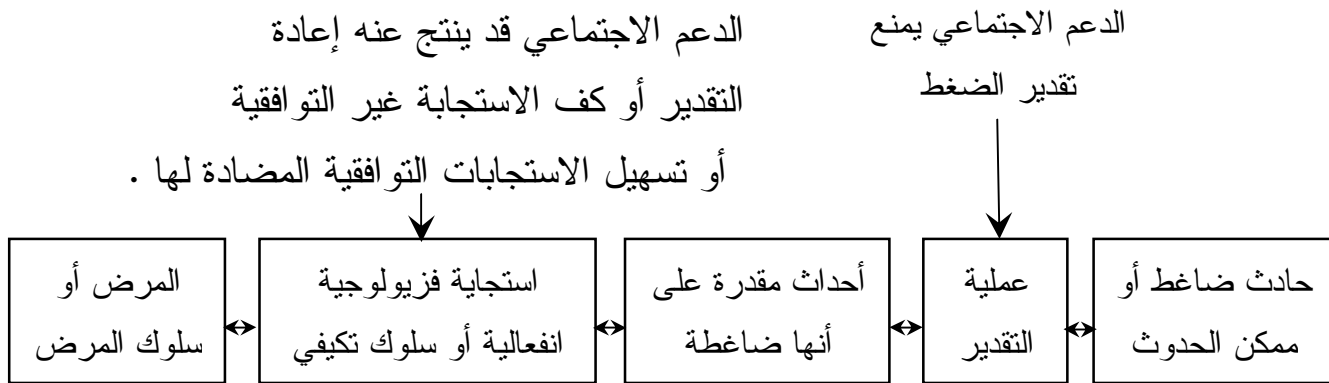 الدعم الاجتماعي يمنع
تقدير الضغط
الدعم الاجتماعي قد ينتج عنه إعادة
التقدير أو كف الاستجابة غير التوافقية
أو تسهيل الاستجابات التوافقية المضادة لها .
حادث ضاغط أو
ممكن الحدوث
عملية
التقدير
أحداث مقدرة على
أنها ضاغطة
استجاية فزيولوجية
انفعالية أو سلوك تكيفي
المرض أو
سلوك المرض